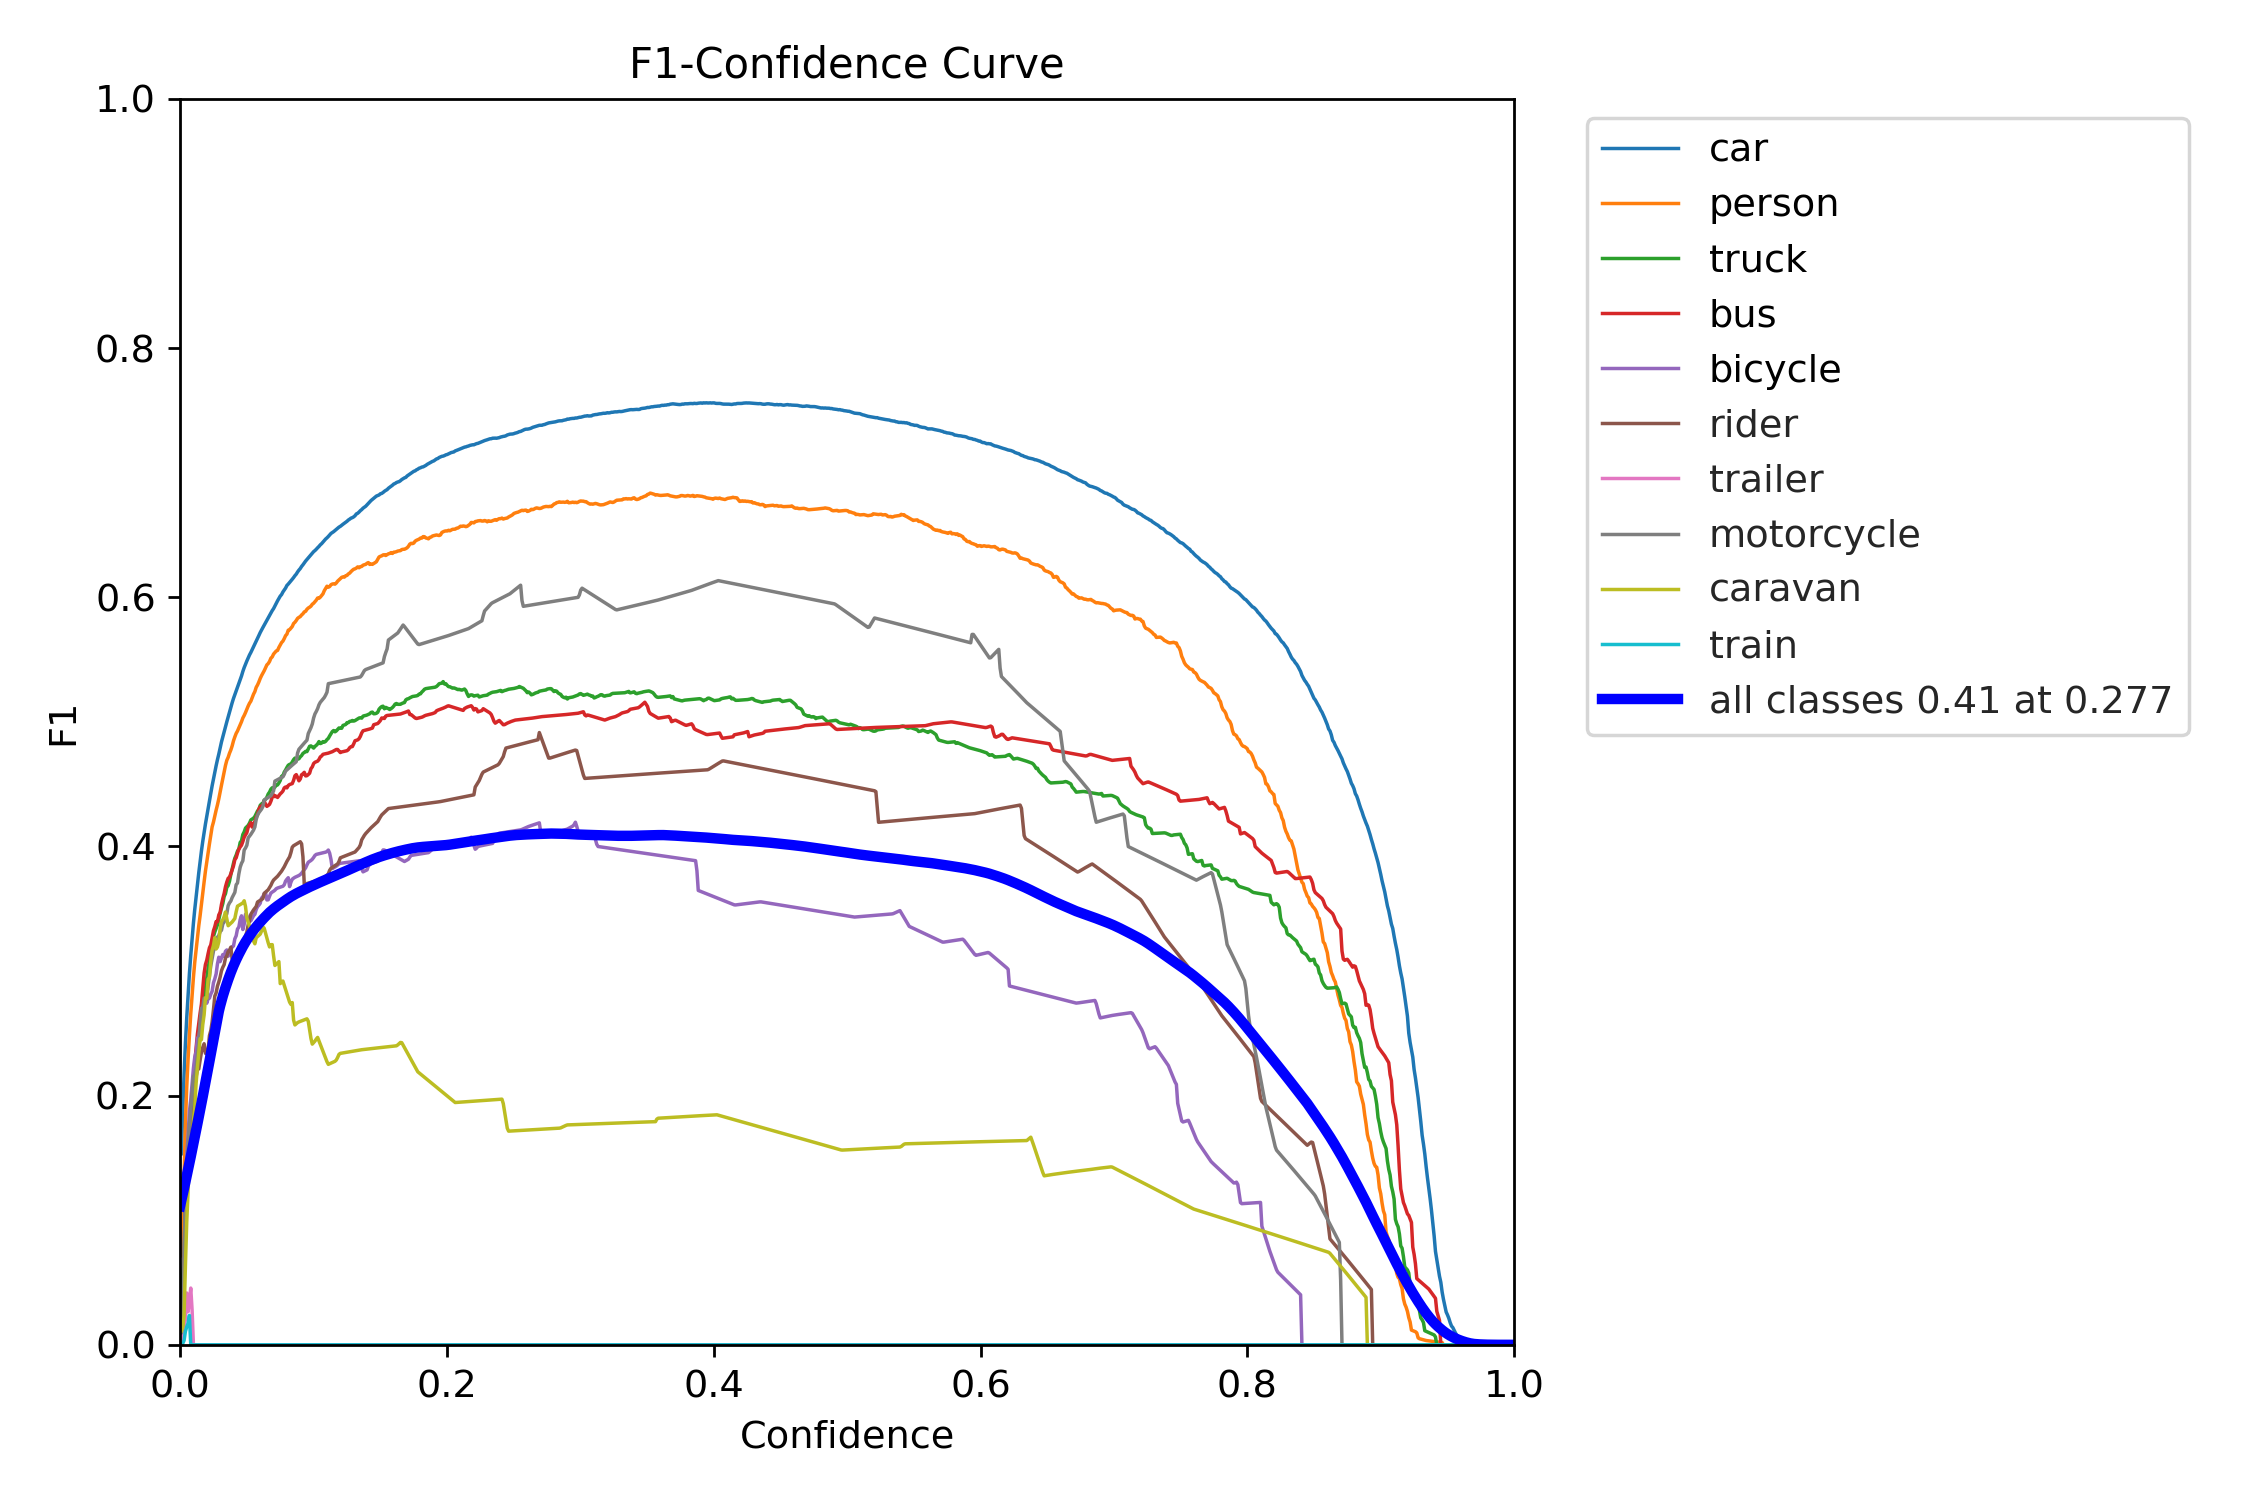 F1-Confidence Curve
1.0
0.8
0.6
0.4
0.2
0.0
F1
0.0 0.2 0.4 0.6 0.8 1.0
Confidence
car
person
truck
bus
bicycle
rider
trailer
motorcycle
caravan
train
all classes 0.41 at 0.277